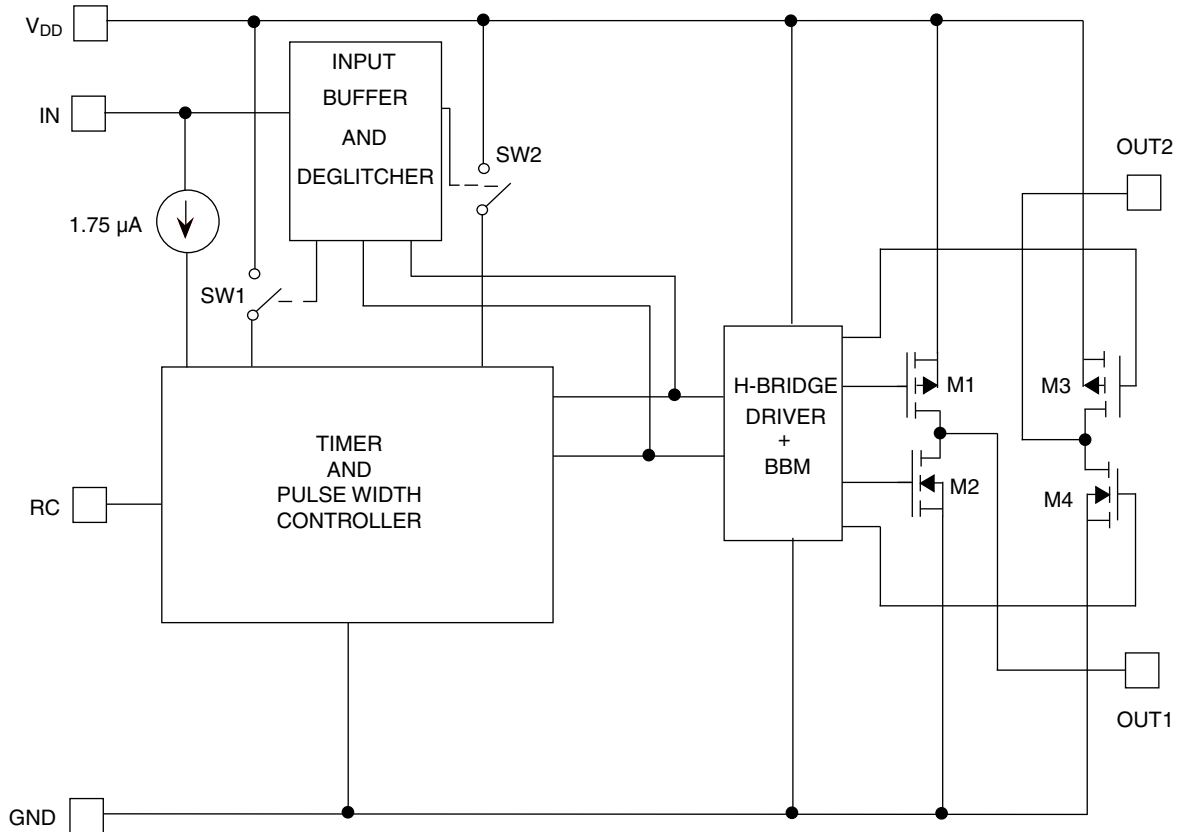 VDD
IN
INPUT
BUFFER
AND
DEGLITCHER
SW2
OUT2
1.75 µA
SW1
TIMER
AND
PULSE WIDTH
CONTROLLER
H-BRIDGE
DRIVER
+
BBM
M1
M3
M2
M4
RC
OUT1
GND